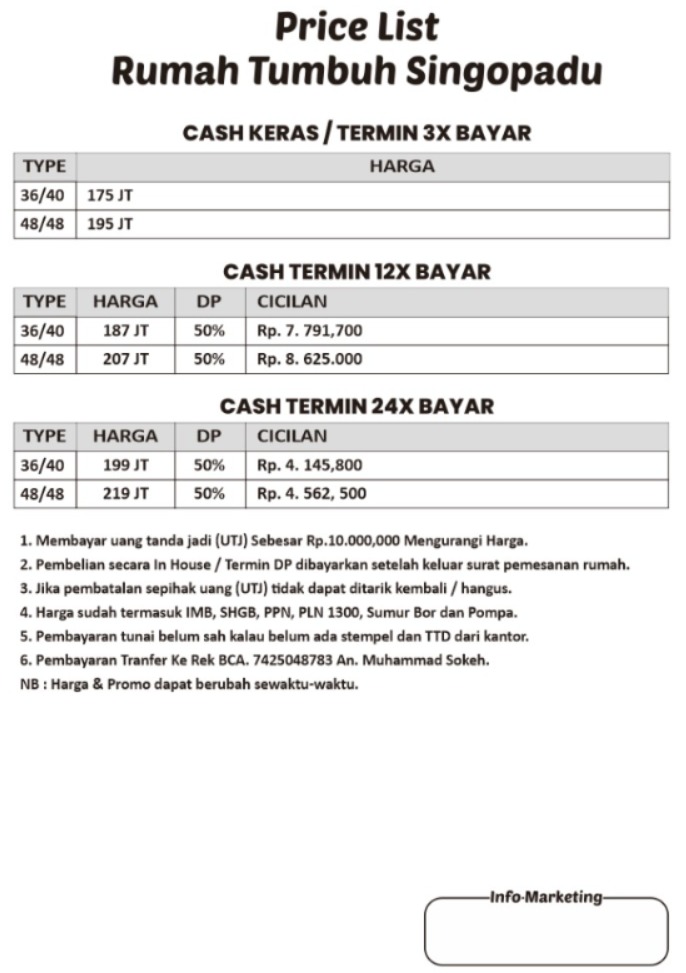 Price List
Rumah Tumbuh Singopadu
CASH KERAS / TERMIN 3X BAYAR
TYPE HARGA
36/40 175 JT
48/48 195 JT
CASH TERMIN 12X BAYAR
TYPE HARGA DP CICILAN
36/40 187 JT 50% Rp. 7. 791,700
48/48 207 JT 50% Rp. 8. 625.000
CASH TERMIN 24X BAYAR
TYPE HARGA DP CICILAN
36/40 199 JT 50% Rp. 4. 145,800
48/48 219 JT 50% Rp. 4. 562, 500
1. Membayar uang tanda jadi (UTJ) Sebesar Rp.10.000,000 Mengurangi Harga.
2. Pembelian secara In House / Termin DP dibayarkan setelah keluar surat pemesanan rumah.
3. Jika pembatalan sepihak uang (UTJ) tidak dapat ditarik kembali / hangus.
4. Harga sudah termasuk IMB, SHGB, PPN, PLN 1300, Sumur Bor dan Pompa.
5. Pembayaran tunai belum sah kalau belum ada stempel dan TTD dari kantor.
6. Pembayaran Tranfer Ke Rek BCA. 7425048783 An. Muhammad Sokeh.
NB : Harga & Promo dapat berubah sewaktu-waktu.
Info-Marketing